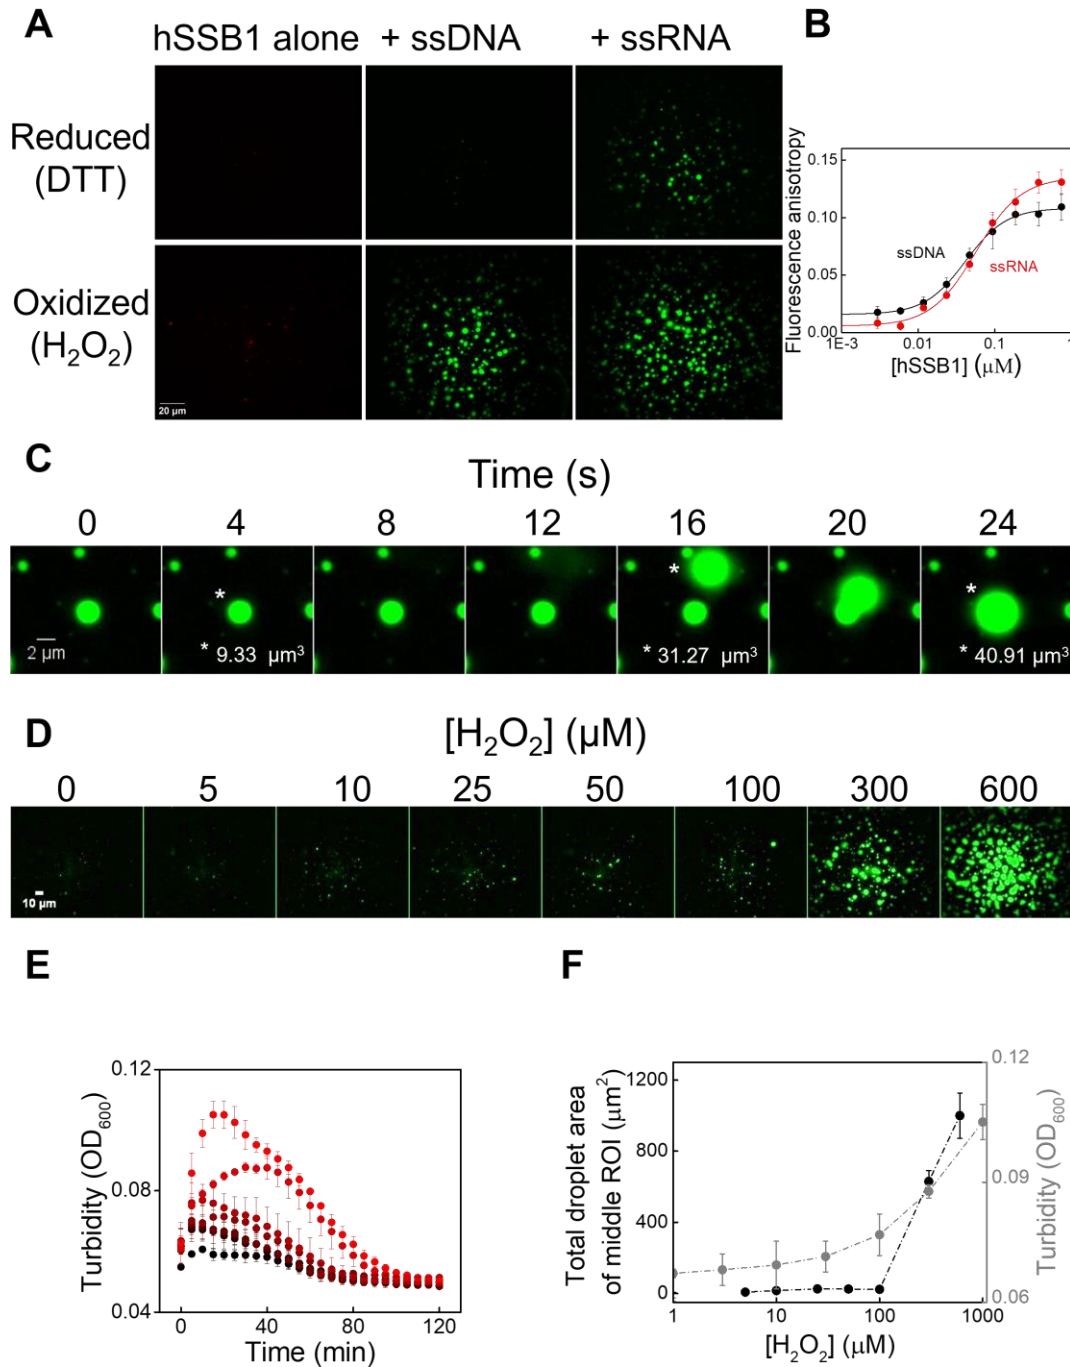 A
hSSB1 alone + ssDNA + ssRNA
Reduced
(DTT)
Oxidized
(H₂O₂)
20 µm
B
Fluorescence anisotropy
0.15
0.10
0.05
0.00
ssDNA
ssRNA
1E-3 0.01 0.1 1
[hSSB1] (µM)
C
Time (s)
0 4 8 12 16 20 24
* * *
2 µm
* 9.33 µm³ * 31.27 µm³ * 40.91 µm³
D
[H₂O₂] (µM)
0 5 10 25 50 100 300 600
10 µm
E
Turbidity (OD₆₀₀)
0.12
0.08
0.04
0 40 80 120
Time (min)
F
Total droplet area
of middle ROI (µm²)
1200
800
400
0
0.12
0.09
0.06
Turbidity (OD₆₀₀)
1 10 100 1000
[H₂O₂] (µM)